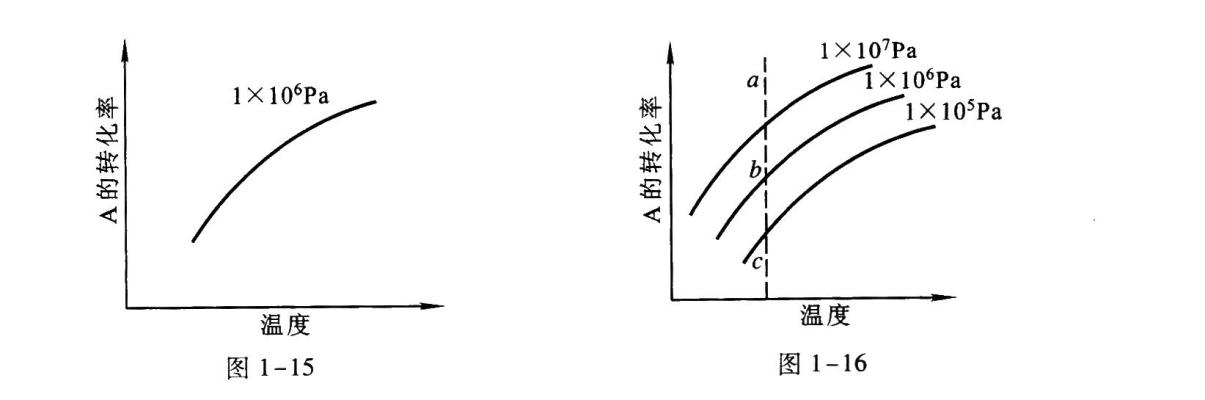 1×10⁶Pa
A的转化率
温度
图 1-15
1×10⁷Pa
1×10⁶Pa
1×10⁵Pa
a
b
c
A的转化率
温度
图 1-16